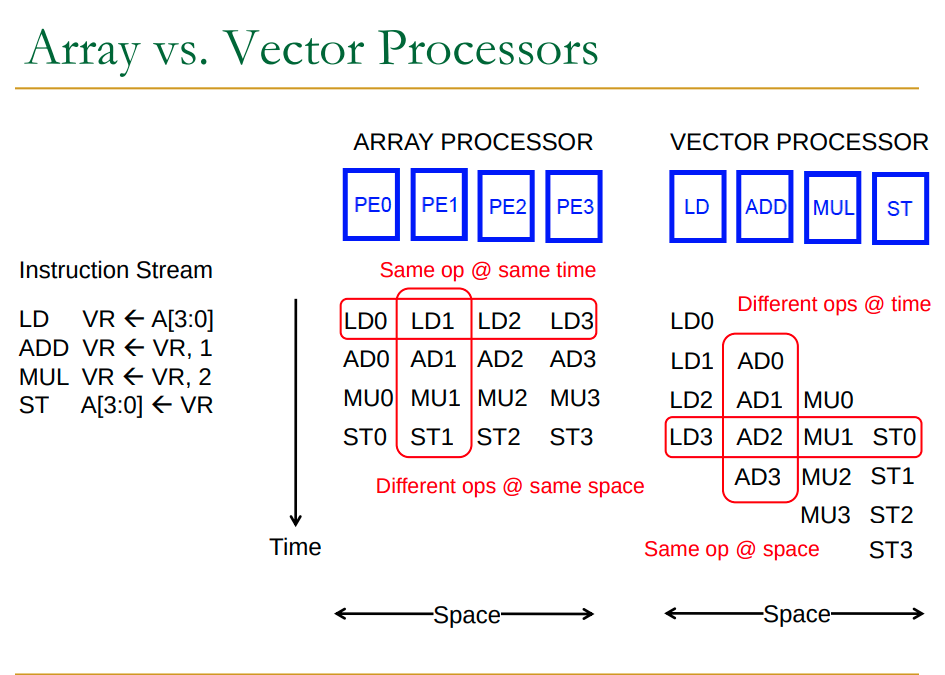 Array vs. Vector Processors
ARRAY PROCESSOR
VECTOR PROCESSOR
PE0 PE1 PE2 PE3
LD ADD MUL ST
Instruction Stream
LD VR ← A[3:0]
ADD VR ← VR, 1
MUL VR ← VR, 2
ST A[3:0] ← VR
Time
Same op @ same time
LD0 LD1 LD2 LD3
AD0 AD1 AD2 AD3
MU0 MU1 MU2 MU3
ST0 ST1 ST2 ST3
Different ops @ same space
Space
Different ops @ time
LD0
LD1 AD0
LD2 AD1 MU0
LD3 AD2 MU1 ST0
AD3 MU2 ST1
MU3 ST2
Same op @ space
ST3
Space